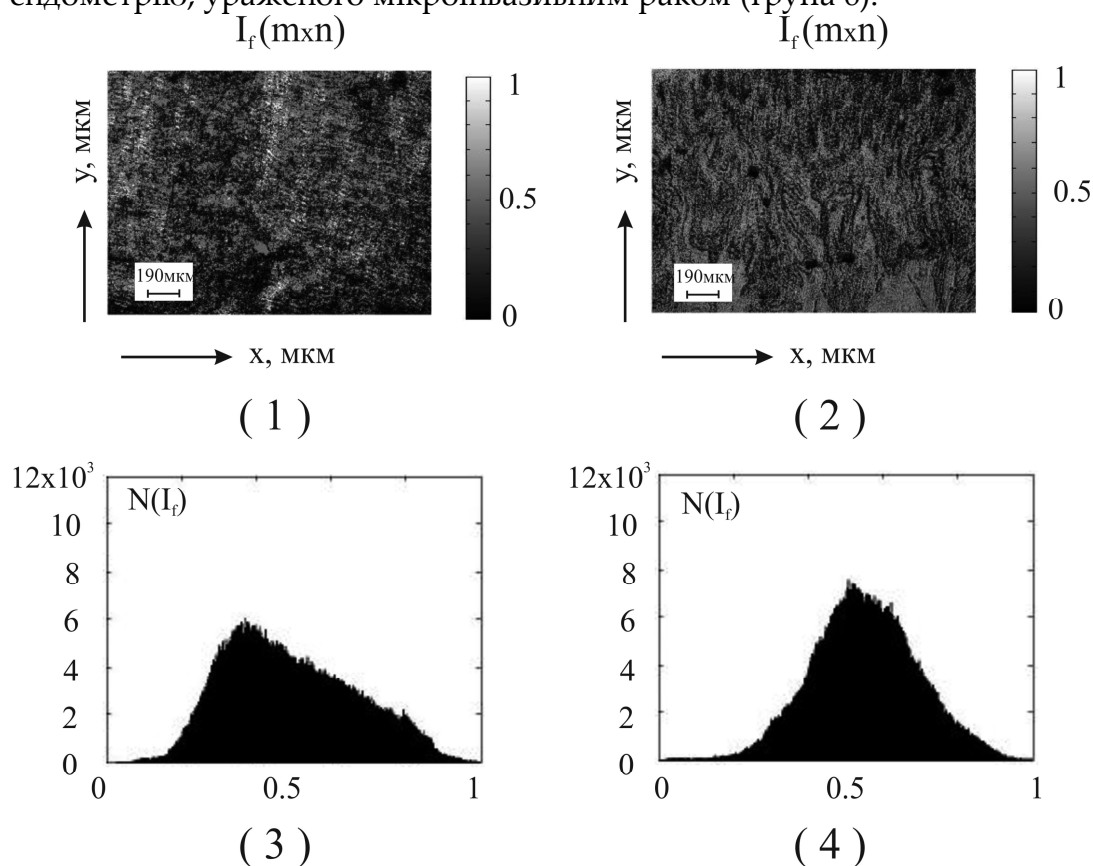 ендометрію, ураженого мікроінвазивним раком (група 6).
I_f (mxn) I_f (mxn)
1 1
y, мкм y, мкм
0.5 0.5
190мкм 190мкм
0 0
x, мкм x, мкм
( 1 ) ( 2 )
12x10³ 12x10³
N(I_f) N(I_f)
10 10
8 8
6 6
4 4
2 2
0 0
0 0.5 1 0 0.5 1
( 3 ) ( 4 )